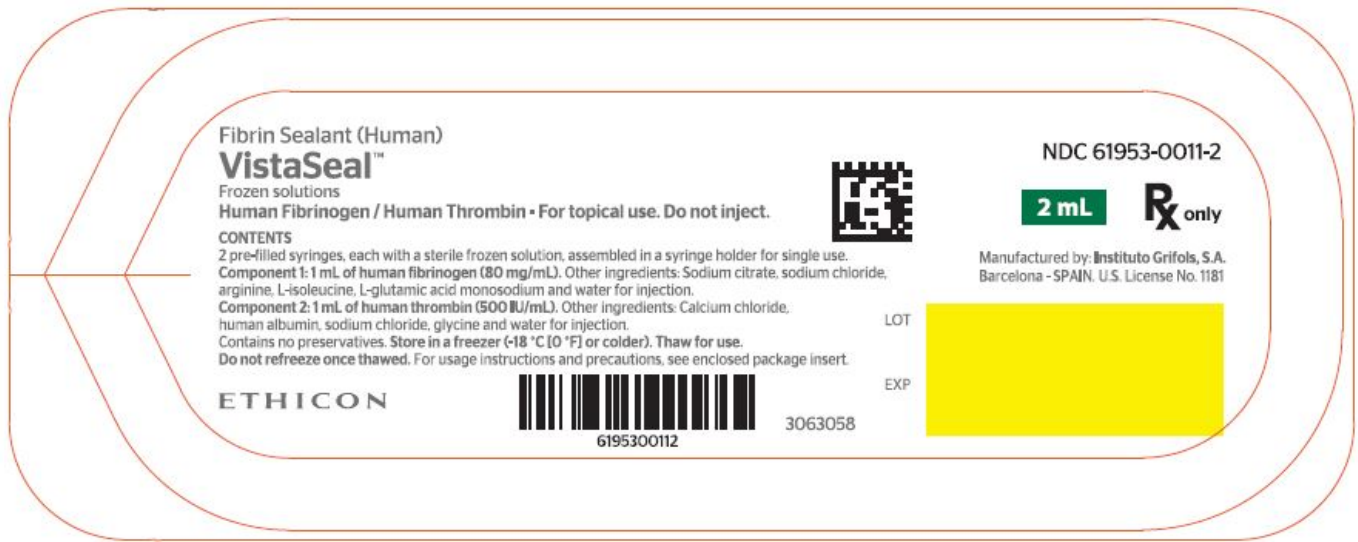 Fibrin Sealant (Human)
VistaSeal™
Frozen solutions
Human Fibrinogen / Human Thrombin ▪ For topical use. Do not inject.
CONTENTS
2 pre-filled syringes, each with a sterile frozen solution, assembled in a syringe holder for single use.
Component 1: 1 mL of human fibrinogen (80 mg/mL). Other ingredients: Sodium citrate, sodium chloride,
arginine, L-isoleucine, L-glutamic acid monosodium and water for injection.
Component 2: 1 mL of human thrombin (500 IU/mL). Other ingredients: Calcium chloride,
human albumin, sodium chloride, glycine and water for injection.
Contains no preservatives. Store in a freezer (-18 °C [0 °F] or colder). Thaw for use.
Do not refreeze once thawed. For usage instructions and precautions, see enclosed package insert.
ETHICON
6195300112
3063058
NDC 61953-0011-2
2 mL
Rx only
Manufactured by: Instituto Grifols, S.A.
Barcelona - SPAIN. U.S. License No. 1181
LOT
EXP